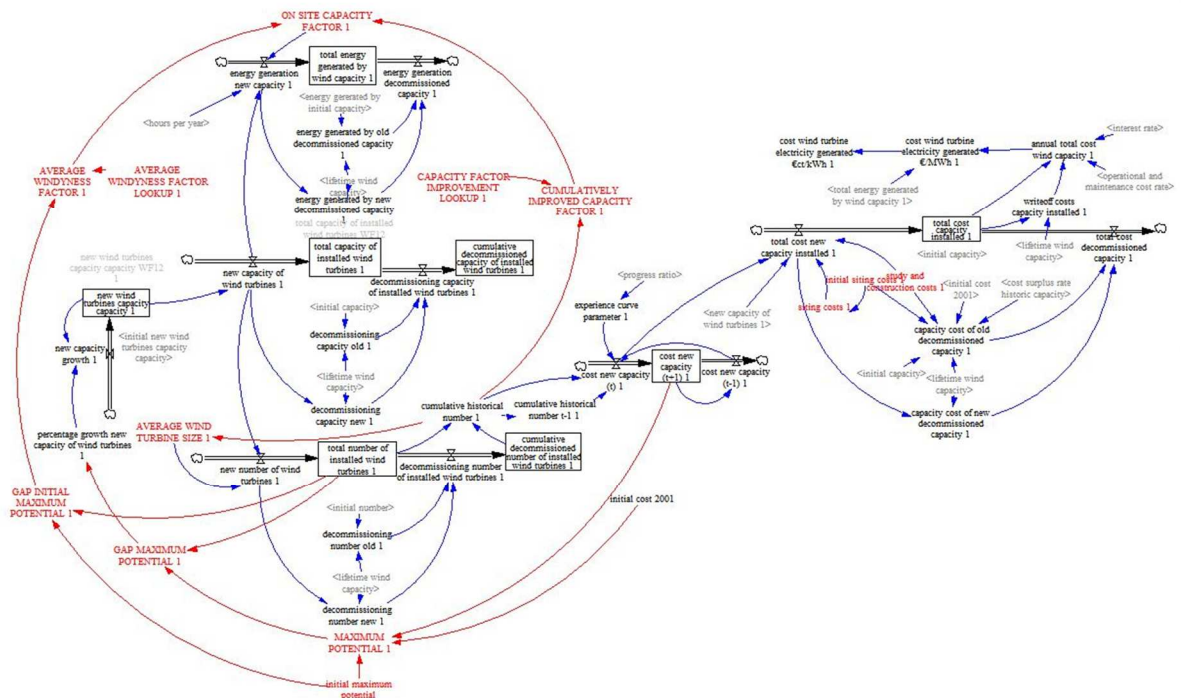 ON SITE CAPACITY
FACTOR 1
total energy
generated by
wind capacity 1
energy generation
new capacity 1
energy generation
decommissioned
capacity 1
<energy gererated by
initial capacity>
<hours per year>
energy generated by old
decommissioned capacity
1
<lifetime wind
capacity>
energy generated by new
decommissioned capacity
1
AVERAGE
WINDYNESS
FACTOR 1
AVERAGE
WINDYNESS FACTOR
LOOKUP 1
CAPACITY FACTOR
IMPROVEMENT
LOOKUP 1
CUMULATIVELY
IMPROVED CAPACITY
FACTOR 1
total capacity of installed
wind turbines WF12
total capacity of
installed wind
turbines 1
cumulative
decommissioned
capacity of installed
wind turbines 1
new wind turbines
capacity capacity WF12
1
new capacity of
wind turbines 1
decommissioning capacity
of installed wind turbines 1
new wind
turbines capacity
capacity 1
<initial new wind
turbines capacity
capacity>
new capacity
growth 1
<initial capacity>
decommissioning
capacity old 1
<lifetime wind
capacity>
decommissioning
capacity new 1
percentage growth new
capacity of wind turbines
1
AVERAGE WIND
TURBINE SIZE 1
cumulative historical
number 1
cumulative historical
number t-1 1
total number of
installed wind
turbines 1
cumulative
decommissioned
number of installed
wind turbines 1
new number of wind
turbines 1
decommissioning number
of installed wind turbines 1
GAP INITIAL
MAXIMUM
POTENTIAL 1
GAP MAXIMUM
POTENTIAL 1
<initial number>
decommissioning
number old 1
<lifetime wind
capacity>
decommissioning
number new 1
MAXIMUM
POTENTIAL 1
initial maximum
potential
initial cost 2001
<progress ratio>
experience curve
parameter 1
cost new capacity
(t) 1
cost new
capacity
(t+1) 1
cost new capacity
(t-1) 1
cost wind turbine
electricity generated
€ct/kWh 1
cost wind turbine
electricity generated
€/MWh 1
annual total cost
wind capacity 1
<interest rate>
<operational and
maintenance cost rate>
<total energy generated
by wind capacity 1>
writeoff costs
capacity installed 1
total cost
capacity
installed 1
total cost new
capacity installed 1
<initial capacity>
<lifetime wind
capacity>
total cost
decommissioned
capacity 1
initial siting costs 1
study and
construction costs 1
siting costs 1
<new capacity of
wind turbines 1>
<initial cost
2001>
<cost surplus rate
historic capacity>
capacity cost of old
decommissioned
capacity 1
<initial capacity>
<lifetime wind
capacity>
capacity cost of new
decommissioned
capacity 1